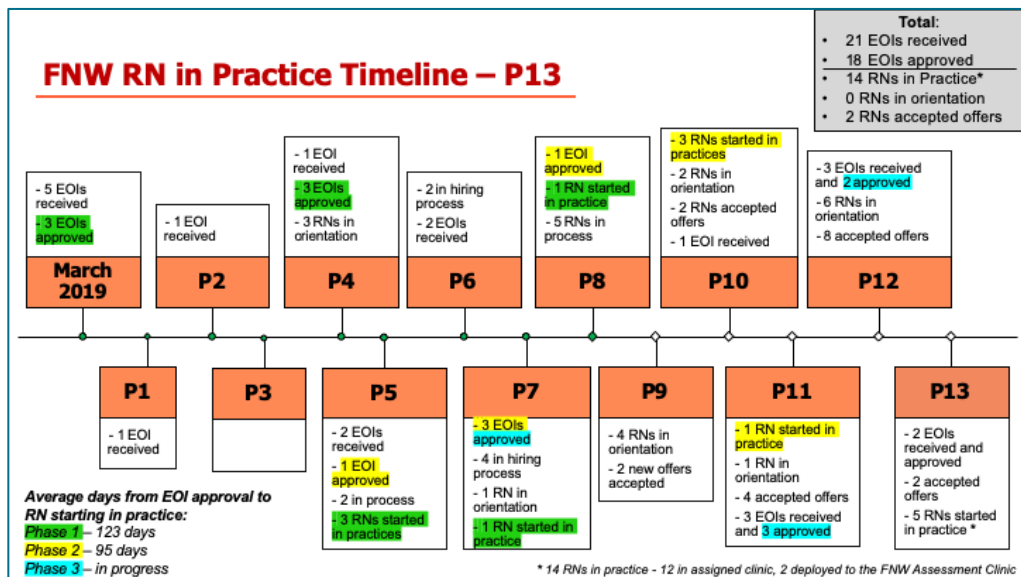 Total:
• 21 EOIs received
• 18 EOIs approved
• 14 RNs in Practice*
• 0 RNs in orientation
• 2 RNs accepted offers
FNW RN in Practice Timeline – P13
- 5 EOIs
received
- 3 EOIs
approved
March
2019
- 1 EOI
received
P2
- 1 EOI
received
- 3 EOIs
approved
- 3 RNs in
orientation
P4
- 2 in hiring
process
- 2 EOIs
received
P6
- 1 EOI
approved
- 1 RN started
in practice
- 5 RNs in
process
P8
- 3 RNs started in
practices
- 2 RNs in
orientation
- 2 RNs accepted
offers
- 1 EOI received
P10
- 3 EOIs received
and 2 approved
- 6 RNs in
orientation
- 8 accepted offers
P12
P1
- 1 EOI
received
P3
P5
- 2 EOIs
received
- 1 EOI
approved
- 2 in process
- 3 RNs started
in practices
P7
- 3 EOIs
approved
- 4 in hiring
process
- 1 RN in
orientation
- 1 RN started in
practice
P9
- 4 RNs in
orientation
- 2 new offers
accepted
P11
- 1 RN started in
practice
- 1 RN in
orientation
- 4 accepted offers
- 3 EOIs received
and 3 approved
P13
- 2 EOIs
received and
approved
- 2 accepted
offers
- 5 RNs started
in practice *
Average days from EOI approval to
RN starting in practice:
Phase 1 – 123 days
Phase 2 – 95 days
Phase 3 – in progress
* 14 RNs in practice - 12 in assigned clinic, 2 deployed to the FNW Assessment Clinic